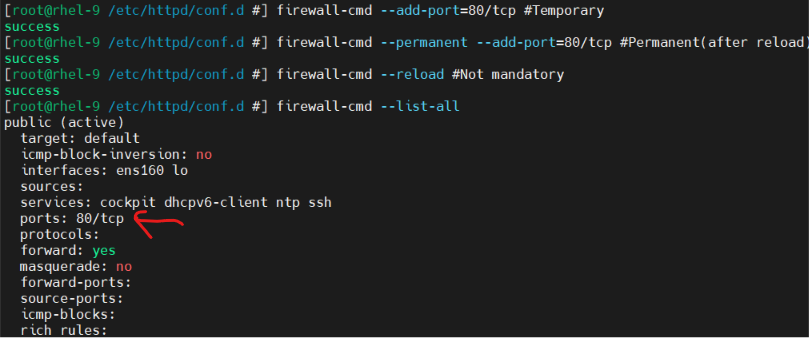 [root@rhel-9 /etc/httpd/conf.d #] firewall-cmd --add-port=80/tcp #Temporary
success
[root@rhel-9 /etc/httpd/conf.d #] firewall-cmd --permanent --add-port=80/tcp #Permanent(after reload)
success
[root@rhel-9 /etc/httpd/conf.d #] firewall-cmd --reload #Not mandatory
success
[root@rhel-9 /etc/httpd/conf.d #] firewall-cmd --list-all
public (active)
  target: default
  icmp-block-inversion: no
  interfaces: ens160 lo
  sources:
  services: cockpit dhcpv6-client ntp ssh
  ports: 80/tcp
  protocols:
  forward: yes
  masquerade: no
  forward-ports:
  source-ports:
  icmp-blocks:
  rich rules: